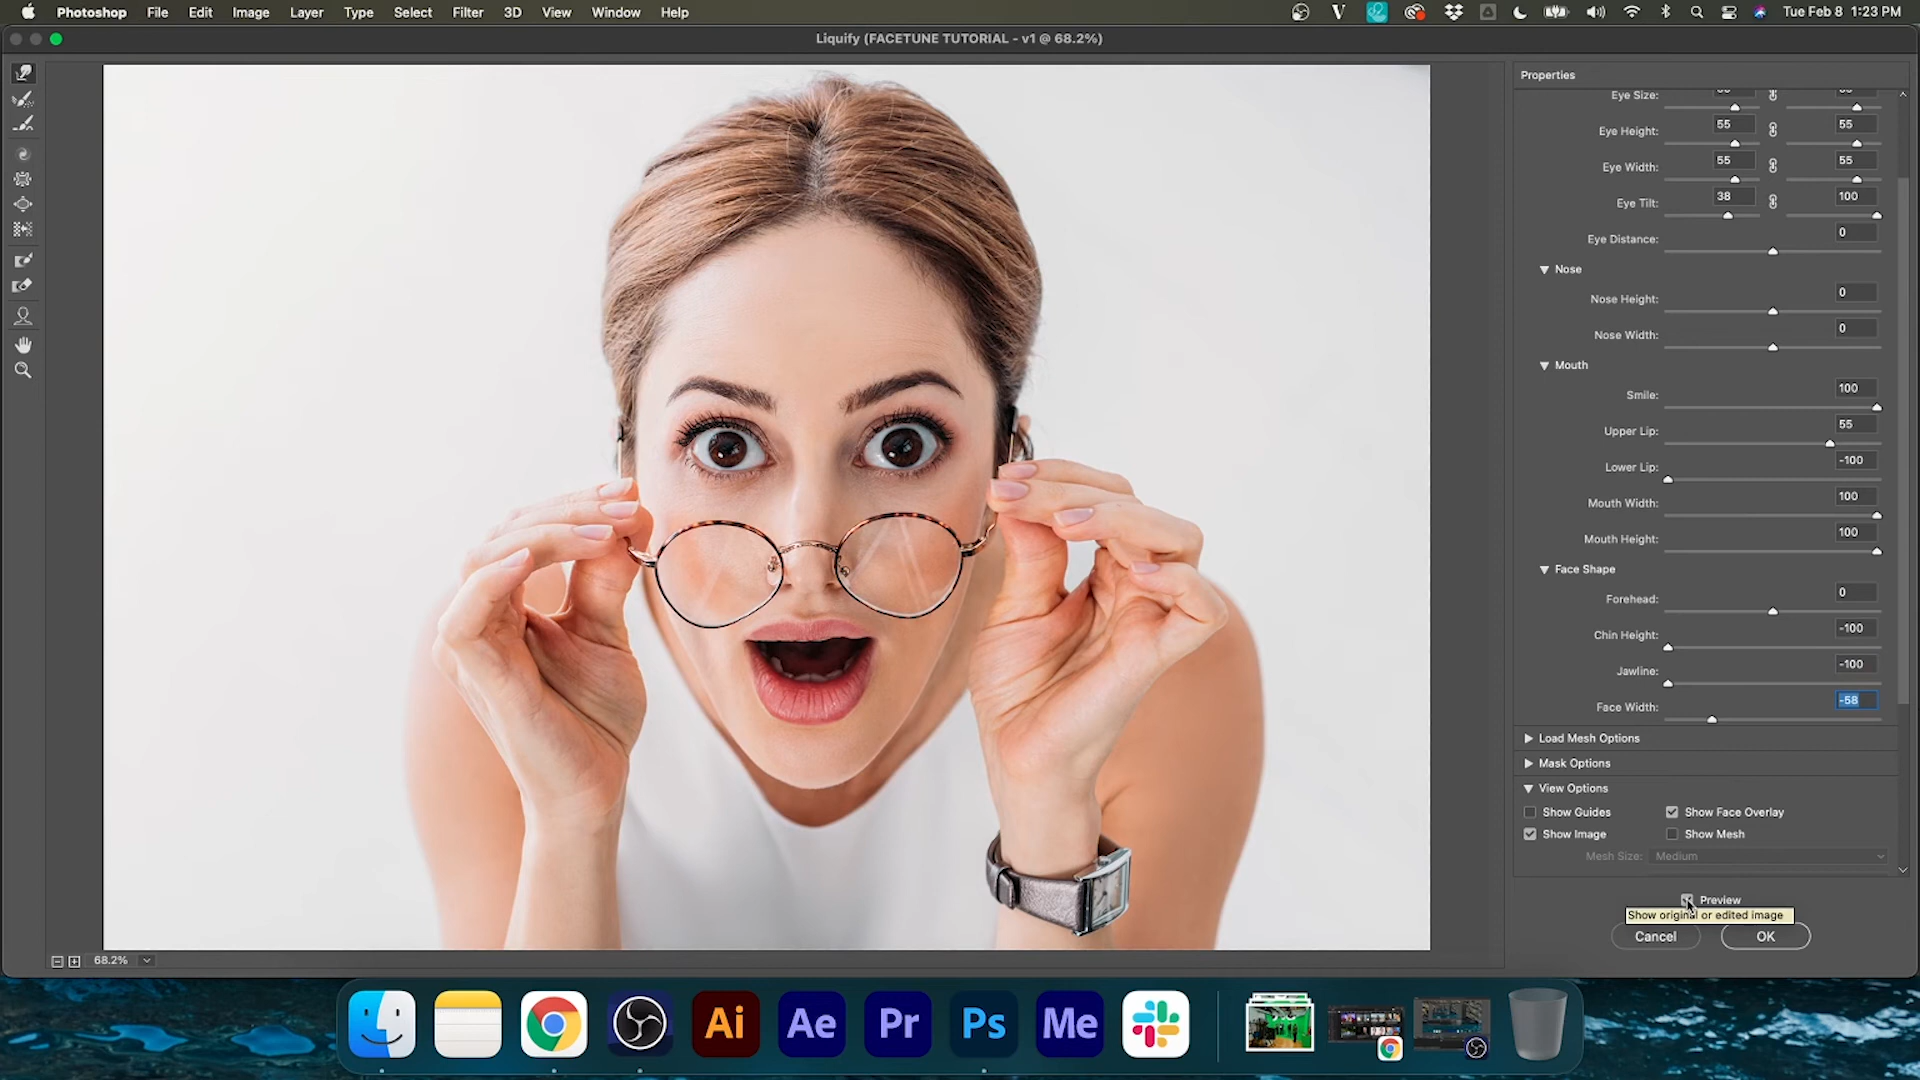 Photoshop File Edit Image Layer Type Select Filter 3D View Window Help
Tue Feb 8 1:23 PM
Liquify (FACETUNE TUTORIAL - v1 @ 68.2%)
Properties
Eye Size:
Eye Height: 55 55
Eye Width: 55 55
Eye Tilt: 38 100
Eye Distance: 0
Nose
Nose Height: 0
Nose Width: 0
Mouth
Smile: 100
Upper Lip: 55
Lower Lip: -100
Mouth Width: 100
Mouth Height: 100
Face Shape
Forehead: 0
Chin Height: -100
Jawline: -100
Face Width: -58
Load Mesh Options
Mask Options
View Options
Show Guides Show Face Overlay
Show Image Show Mesh
Mesh Size: Medium
Preview
Show original or edited image
Cancel OK
68.2%
Ai Ae Pr Ps Me